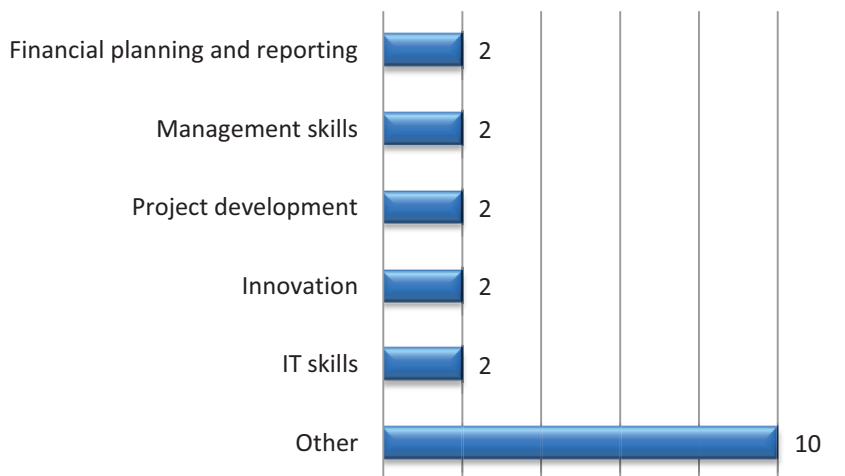 Financial planning and reporting 2
Management skills 2
Project development 2
Innovation 2
IT skills 2
Other 10